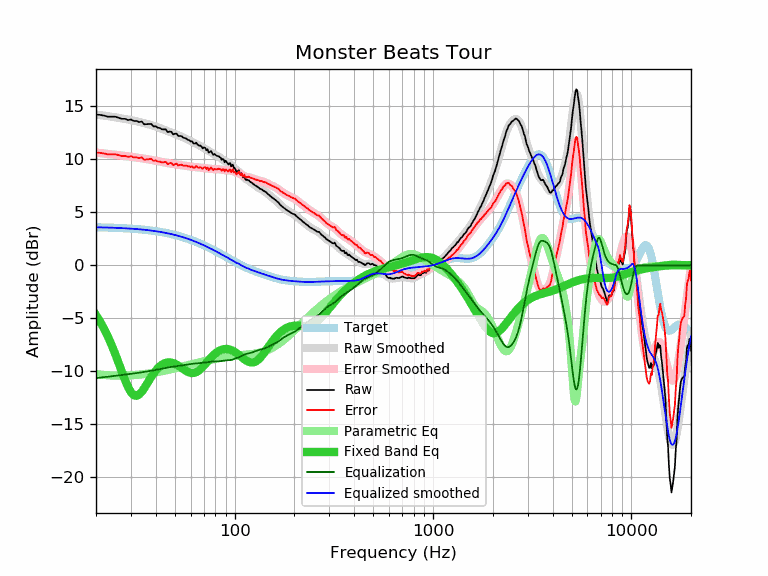 Monster Beats Tour
Amplitude (dBr)
15
10
5
0
−5
−10
−15
−20
Target
Raw Smoothed
Error Smoothed
Raw
Error
Parametric Eq
Fixed Band Eq
Equalization
Equalized smoothed
100
1000
10000
Frequency (Hz)